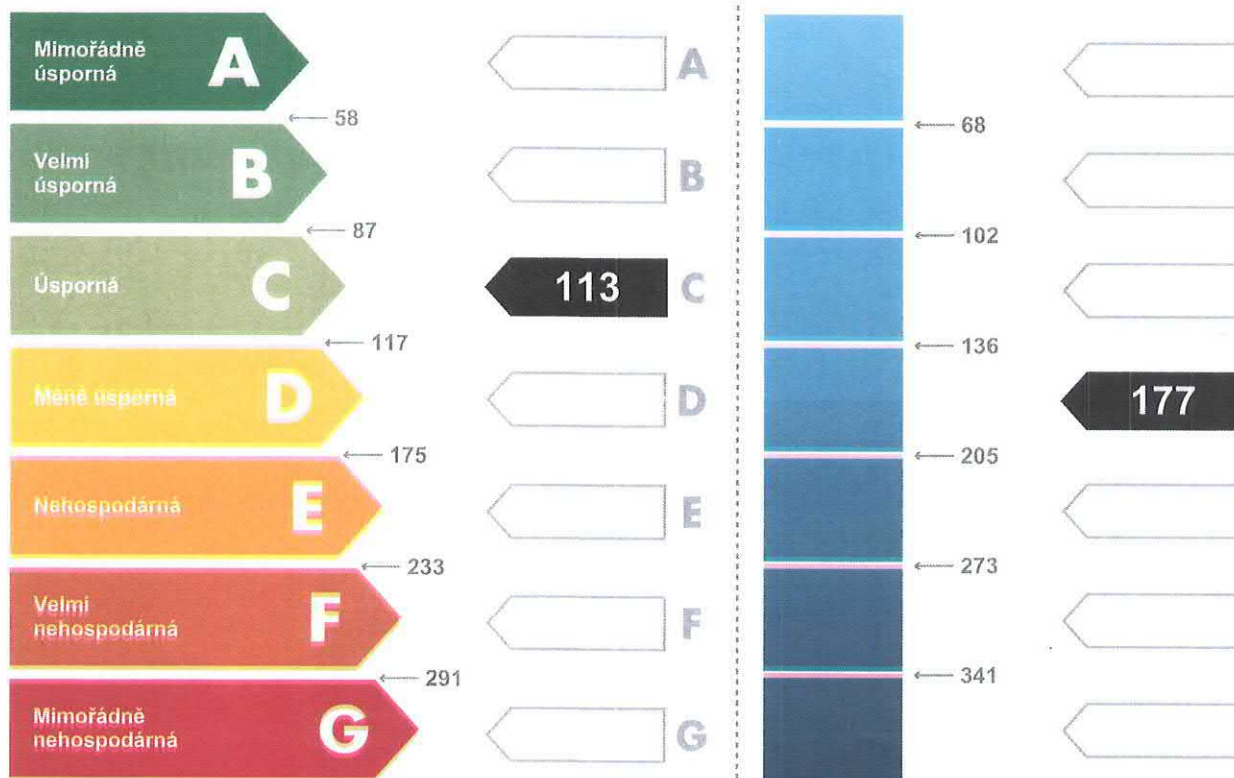 Mimořádně
úsporná
A
A
58
68
Velmi
úsporná
B
B
87
102
Úsporná
C
113
C
117
136
Méně úsporná
D
D
177
175
205
Nehospodárná
E
E
233
273
Velmi
nehospodárná
F
F
291
341
Mimořádně
nehospodárná
G
G